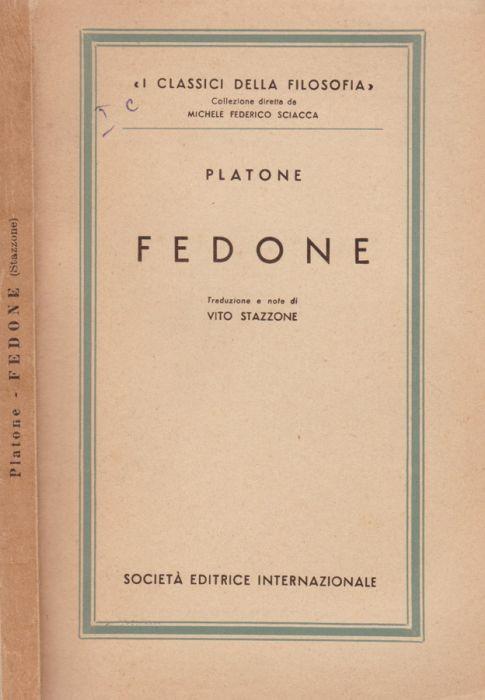 «I CLASSICI DELLA FILOSOFIA»
Collezione diretta da
MICHELE FEDERICO SCIACCA
I C
PLATONE
FEDONE
Traduzione e note di
VITO STAZZONE
SOCIETÀ EDITRICE INTERNAZIONALE
Platone - FEDONE (Stazzone)